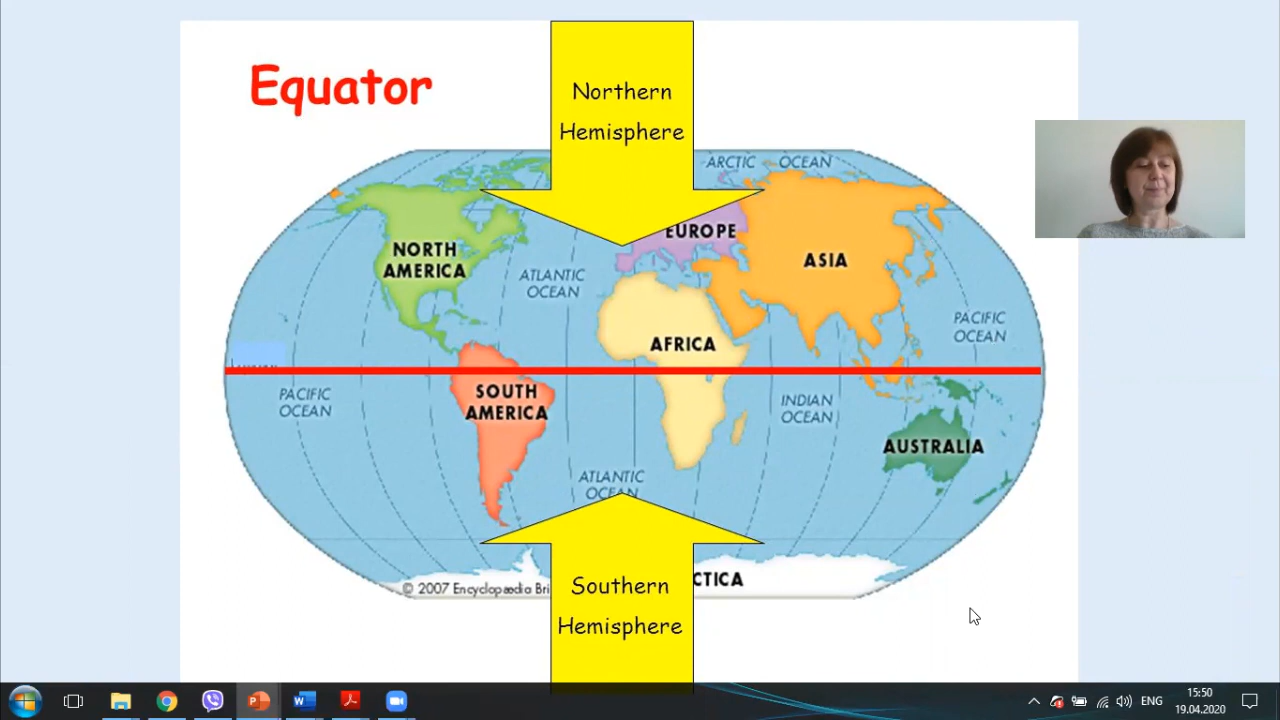 Equator
Northern
Hemisphere
ARCTIC OCEAN
NORTH
AMERICA
EUROPE
ASIA
ATLANTIC
OCEAN
PACIFIC
OCEAN
AFRICA
PACIFIC
OCEAN
SOUTH
AMERICA
INDIAN
OCEAN
AUSTRALIA
ATLANTIC
OCEAN
CTICA
© 2007 Encyclopædia Bri
Southern
Hemisphere
ENG
15:50
19.04.2020